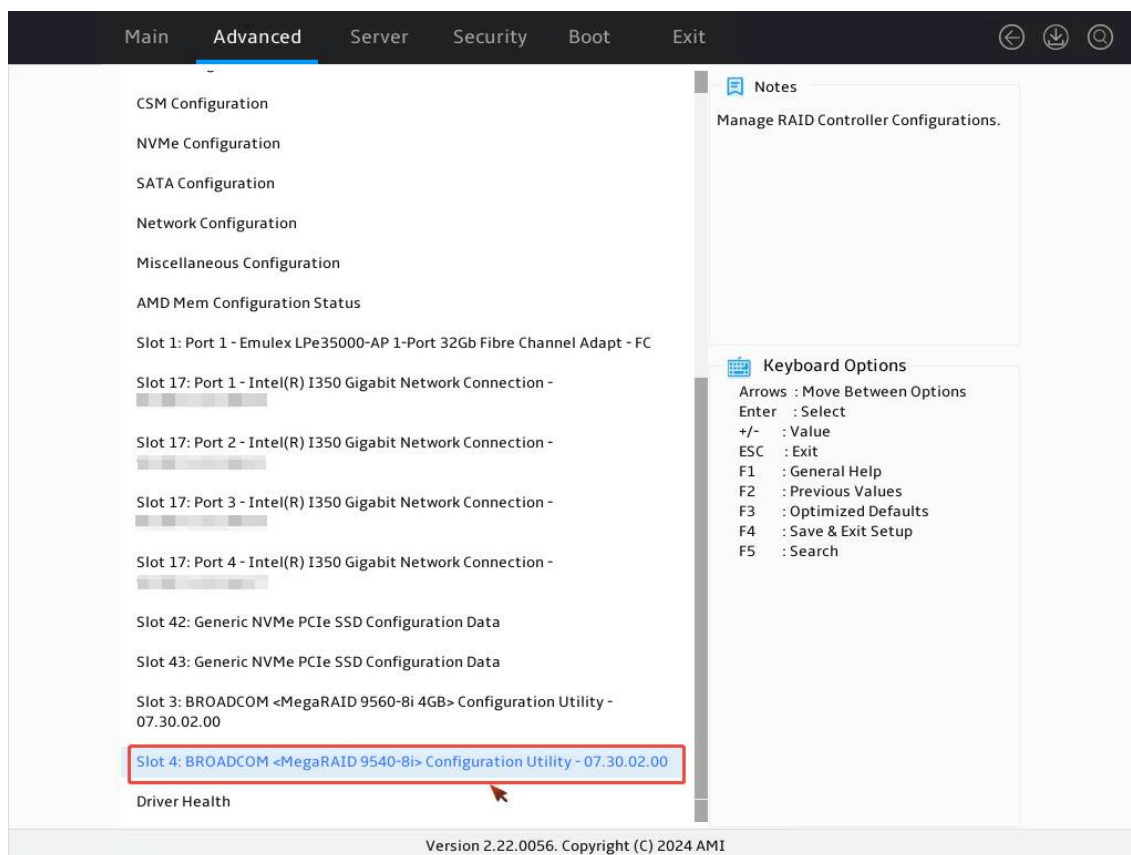 Main Advanced Server Security Boot Exit
CSM Configuration
NVMe Configuration
SATA Configuration
Network Configuration
Miscellaneous Configuration
AMD Mem Configuration Status
Slot 1: Port 1 - Emulex LPe35000-AP 1-Port 32Gb Fibre Channel Adapt - FC
Slot 17: Port 1 - Intel(R) I350 Gigabit Network Connection -
Slot 17: Port 2 - Intel(R) I350 Gigabit Network Connection -
Slot 17: Port 3 - Intel(R) I350 Gigabit Network Connection -
Slot 17: Port 4 - Intel(R) I350 Gigabit Network Connection -
Slot 42: Generic NVMe PCIe SSD Configuration Data
Slot 43: Generic NVMe PCIe SSD Configuration Data
Slot 3: BROADCOM <MegaRAID 9560-8i 4GB> Configuration Utility -
07.30.02.00
Slot 4: BROADCOM <MegaRAID 9540-8i> Configuration Utility - 07.30.02.00
Driver Health
Notes
Manage RAID Controller Configurations.
Keyboard Options
Arrows : Move Between Options
Enter : Select
+/- : Value
ESC : Exit
F1 : General Help
F2 : Previous Values
F3 : Optimized Defaults
F4 : Save & Exit Setup
F5 : Search
Version 2.22.0056. Copyright (C) 2024 AMI